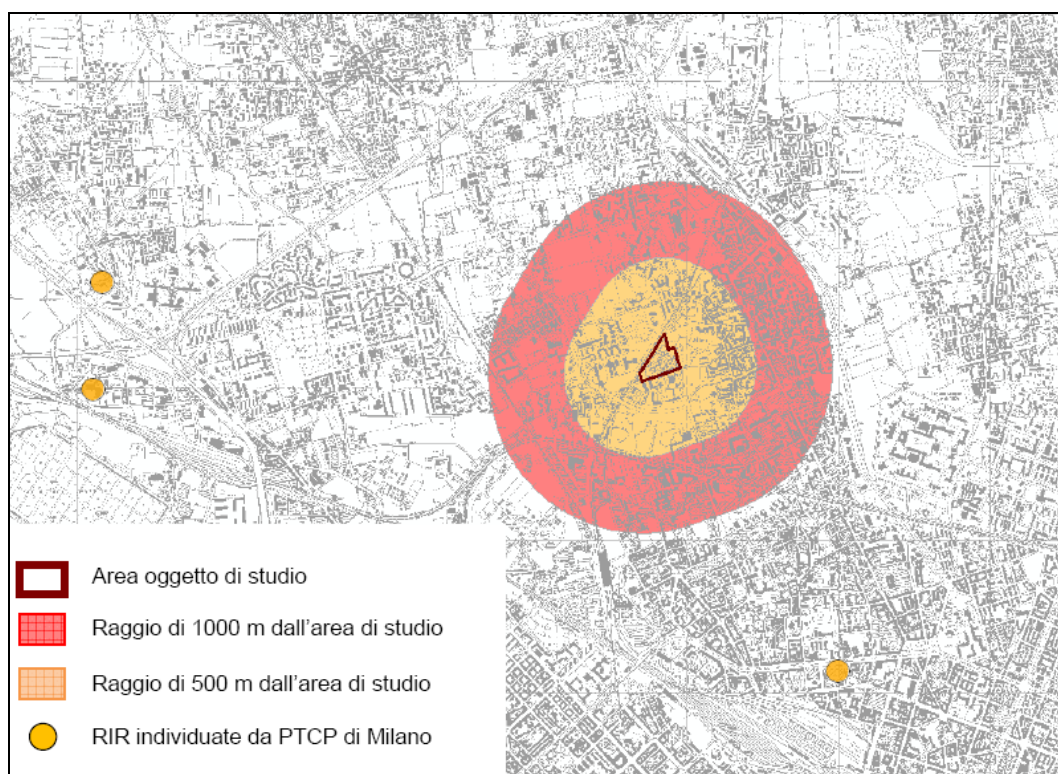 Area oggetto di studio
Raggio di 1000 m dall'area di studio
Raggio di 500 m dall'area di studio
RIR individuate da PTCP di Milano